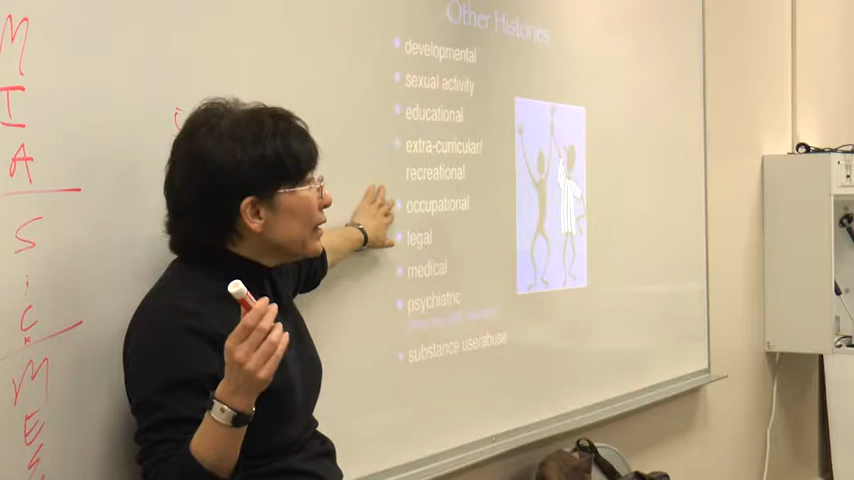 M
I
A
S
i
c
M
E
S
Other Histories
developmental
sexual activity
educational
extra-curricular/
recreational
occupational
legal
medical
psychiatric
substance use/abuse